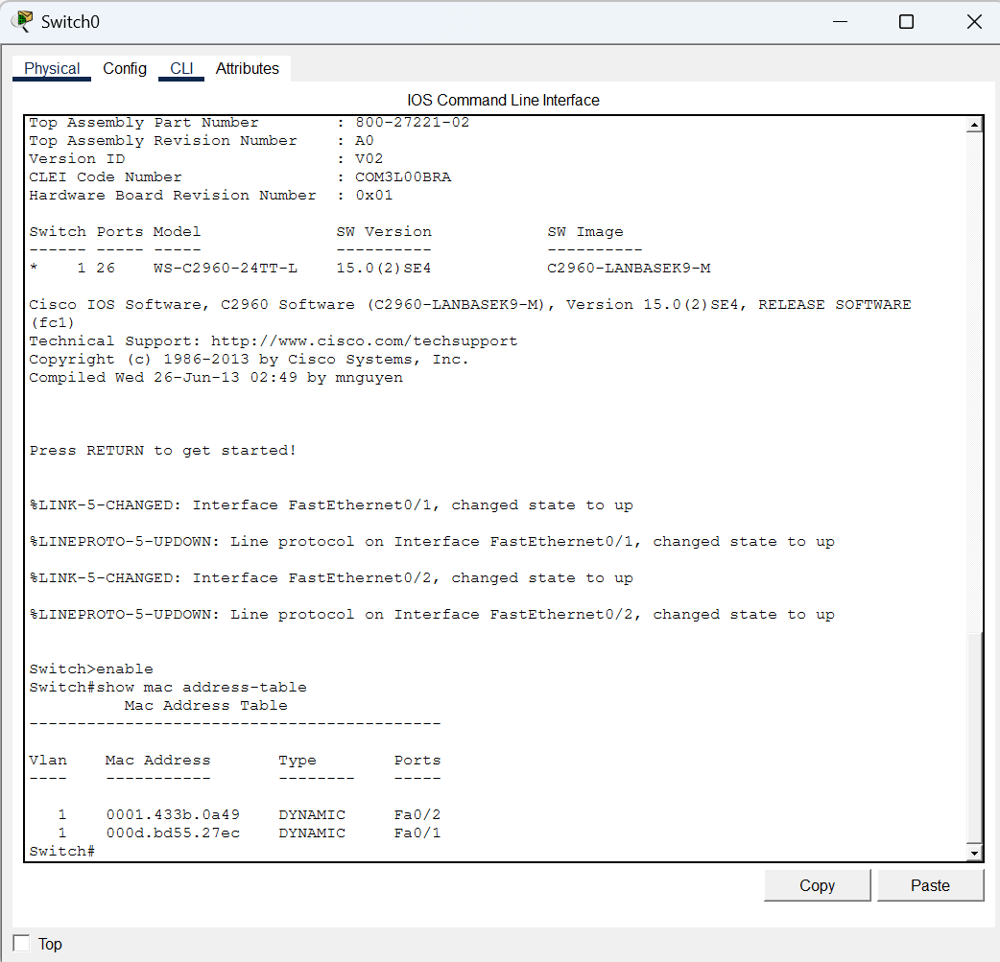 Switch0
Physical Config CLI Attributes
IOS Command Line Interface
Top Assembly Part Number        : 800-27221-02
Top Assembly Revision Number    : A0
Version ID                      : V02
CLEI Code Number                : COM3L00BRA
Hardware Board Revision Number  : 0x01
Switch Ports Model              SW Version            SW Image
------ ----- -----              ----------            ----------
*    1 26    WS-C2960-24TT-L    15.0(2)SE4            C2960-LANBASEK9-M
Cisco IOS Software, C2960 Software (C2960-LANBASEK9-M), Version 15.0(2)SE4, RELEASE SOFTWARE
(fc1)
Technical Support: http://www.cisco.com/techsupport
Copyright (c) 1986-2013 by Cisco Systems, Inc.
Compiled Wed 26-Jun-13 02:49 by mnguyen
Press RETURN to get started!
%LINK-5-CHANGED: Interface FastEthernet0/1, changed state to up
%LINEPROTO-5-UPDOWN: Line protocol on Interface FastEthernet0/1, changed state to up
%LINK-5-CHANGED: Interface FastEthernet0/2, changed state to up
%LINEPROTO-5-UPDOWN: Line protocol on Interface FastEthernet0/2, changed state to up
Switch>enable
Switch#show mac address-table
          Mac Address Table
-------------------------------------------
Vlan    Mac Address       Type        Ports
----    -----------       --------    -----
   1    0001.433b.0a49    DYNAMIC     Fa0/2
   1    000d.bd55.27ec    DYNAMIC     Fa0/1
Switch#
Copy Paste
Top